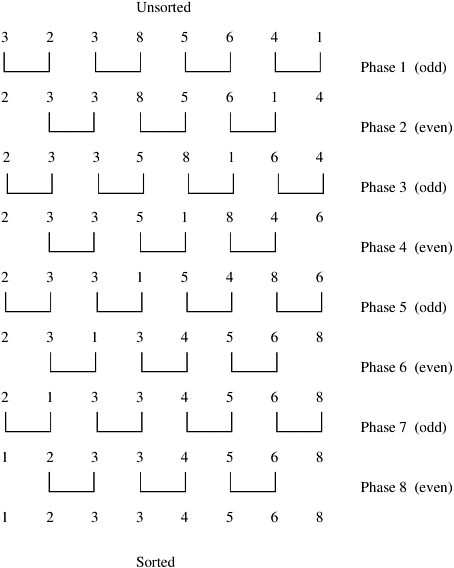 Unsorted
3 2 3 8 5 6 4 1
Phase 1 (odd)
2 3 3 8 5 6 1 4
Phase 2 (even)
2 3 3 5 8 1 6 4
Phase 3 (odd)
2 3 3 5 1 8 4 6
Phase 4 (even)
2 3 3 1 5 4 8 6
Phase 5 (odd)
2 3 1 3 4 5 6 8
Phase 6 (even)
2 1 3 3 4 5 6 8
Phase 7 (odd)
1 2 3 3 4 5 6 8
Phase 8 (even)
1 2 3 3 4 5 6 8
Sorted